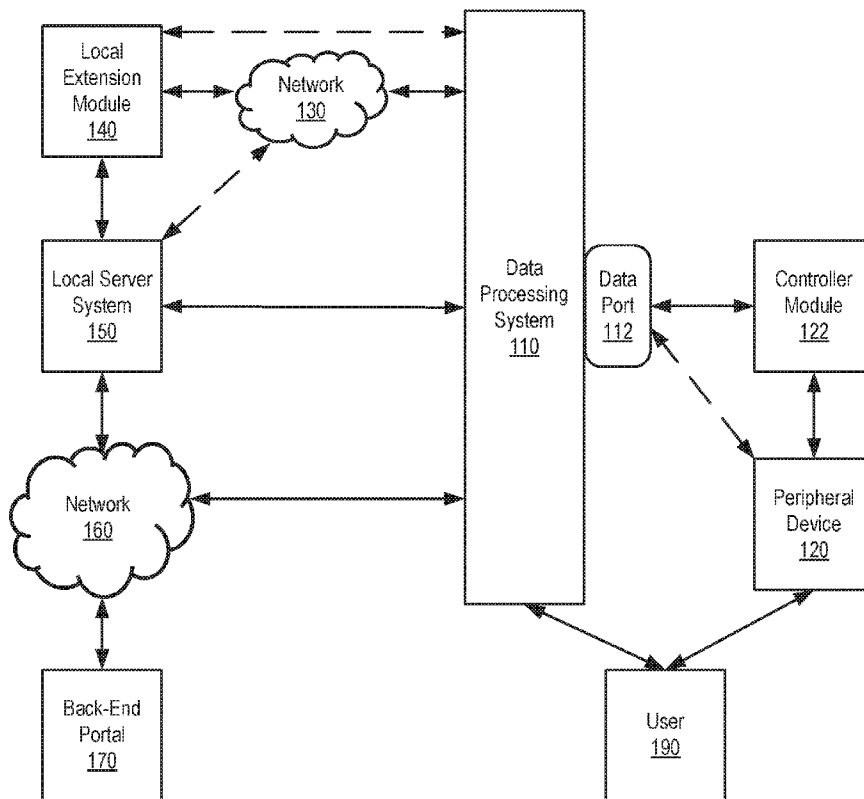 Local
Extension
Module
140
Network
130
Local Server
System
150
Data
Processing
System
110
Data
Port
112
Controller
Module
122
Network
160
Peripheral
Device
120
Back-End
Portal
170
User
190